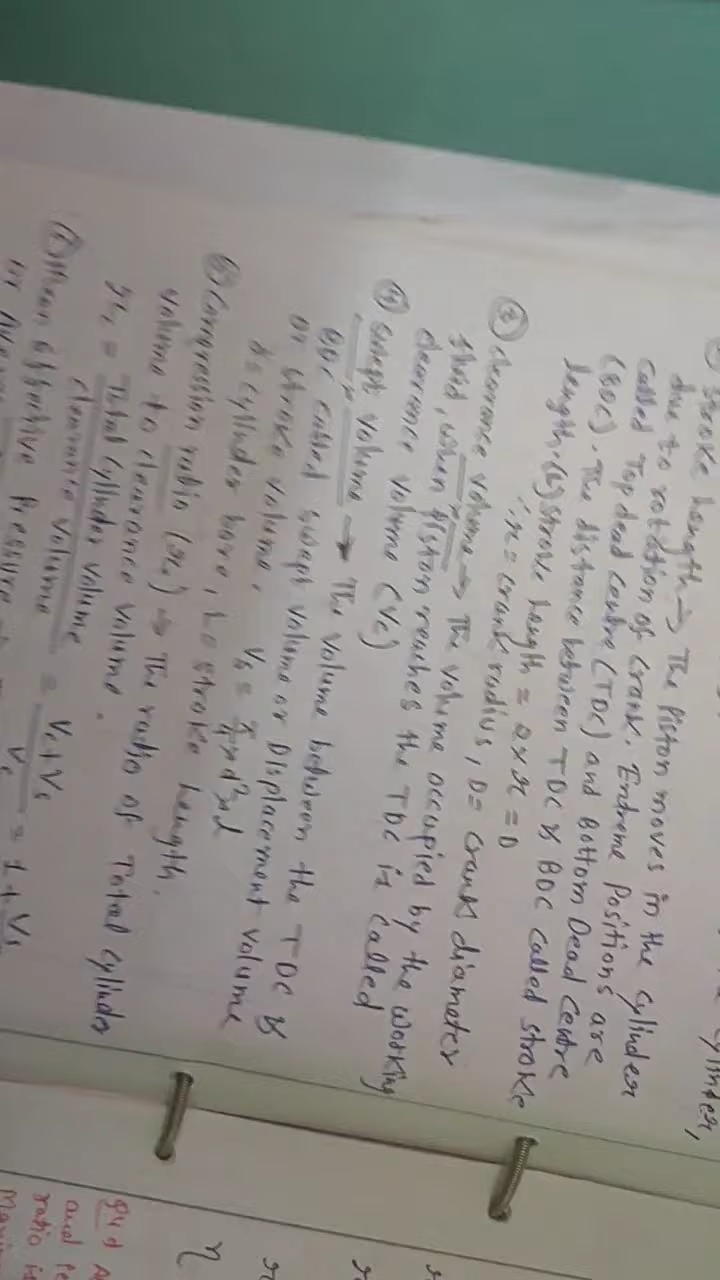 cylinder,
stroke length → The Piston moves in the cylinder
due to rotation of crank. Extreme Positions are
called Top dead centre (TDC) and Bottom Dead Centre
(BDC). The distance between TDC & BDC called stroke
length. (L) stroke length = 2 x r = D
∵ r = crank radius, D = crank diameter
③ clearance volume → The volume occupied by the working
fluid, when piston reaches the TDC is called
clearance volume (Vc)
④ swept volume → The volume between the TDC &
BDC called swept volume or Displacement volume
or stroke volume. Vs = π/4 x d² x L
d = cylinder bore, L = stroke length.
compression ratio (rc) → The ratio of Total cylinder
volume to clearance volume.
rc = Total cylinder volume / clearance volume = Vc + Vs / Vc = 1 + Vs
Mean Effective Pressure →
and
ratio
η